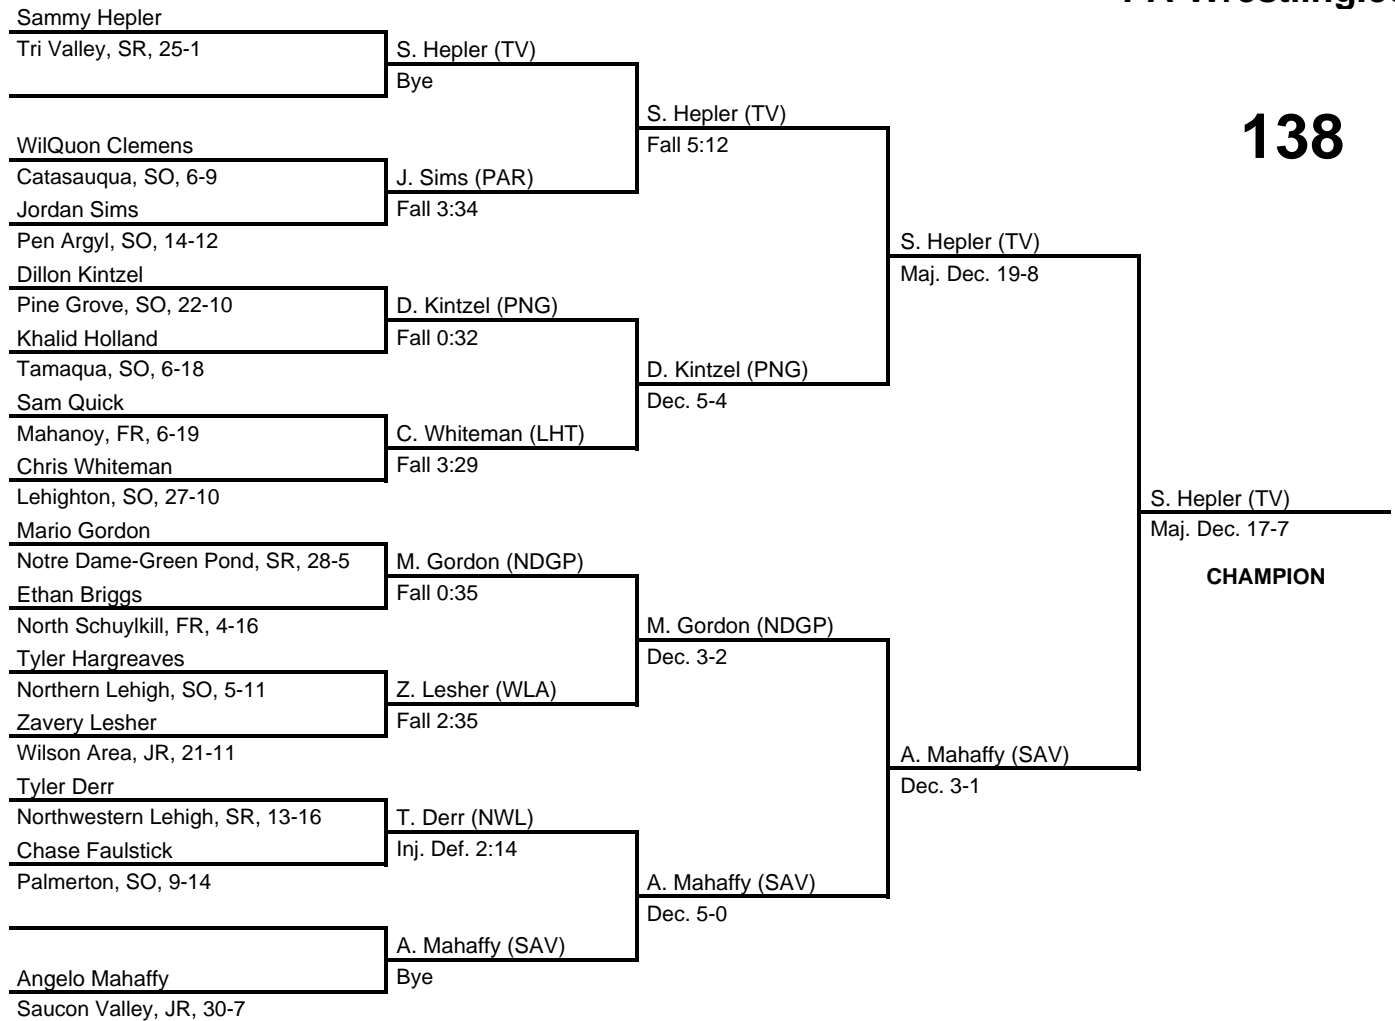 Sammy Hepler
Tri Valley, SR, 25-1
S. Hepler (TV)
Bye
S. Hepler (TV)
Fall 5:12
138
WilQuon Clemens
Catasauqua, SO, 6-9
J. Sims (PAR)
Jordan Sims
Fall 3:34
Pen Argyl, SO, 14-12
S. Hepler (TV)
Maj. Dec. 19-8
Dillon Kintzel
Pine Grove, SO, 22-10
D. Kintzel (PNG)
Khalid Holland
Fall 0:32
Tamaqua, SO, 6-18
D. Kintzel (PNG)
Dec. 5-4
Sam Quick
Mahanoy, FR, 6-19
C. Whiteman (LHT)
Chris Whiteman
Fall 3:29
Lehighton, SO, 27-10
S. Hepler (TV)
Maj. Dec. 17-7
CHAMPION
Mario Gordon
Notre Dame-Green Pond, SR, 28-5
M. Gordon (NDGP)
Ethan Briggs
Fall 0:35
North Schuylkill, FR, 4-16
M. Gordon (NDGP)
Dec. 3-2
Tyler Hargreaves
Northern Lehigh, SO, 5-11
Z. Lesher (WLA)
Zavery Lesher
Fall 2:35
Wilson Area, JR, 21-11
A. Mahaffy (SAV)
Dec. 3-1
Tyler Derr
Northwestern Lehigh, SR, 13-16
T. Derr (NWL)
Chase Faulstick
Inj. Def. 2:14
Palmerton, SO, 9-14
A. Mahaffy (SAV)
Dec. 5-0
A. Mahaffy (SAV)
Bye
Angelo Mahaffy
Saucon Valley, JR, 30-7